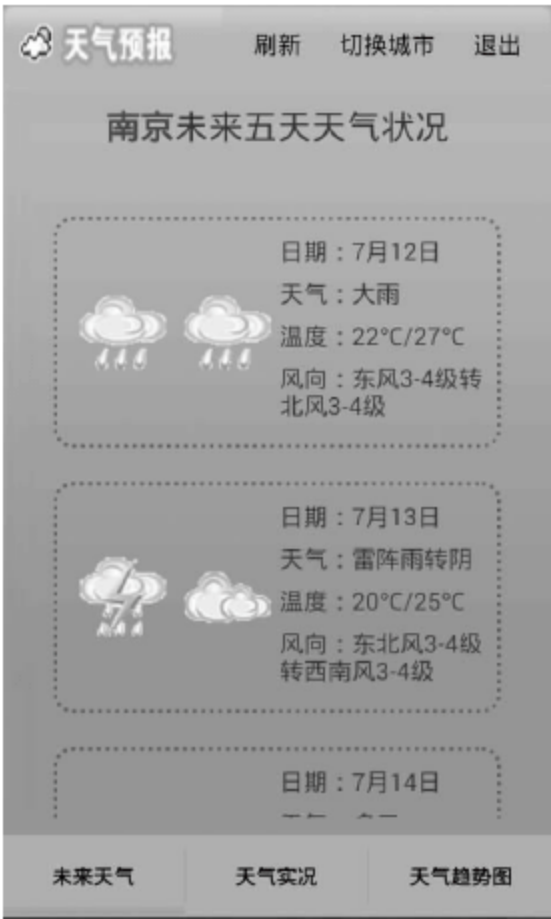 天气预报 刷新 切换城市 退出
南京未来五天天气状况
日期：7月12日
天气：大雨
温度：22°C/27°C
风向：东风3-4级转
北风3-4级
日期：7月13日
天气：雷阵雨转阴
温度：20°C/25°C
风向：东北风3-4级
转西南风3-4级
日期：7月14日
未来天气 天气实况 天气趋势图